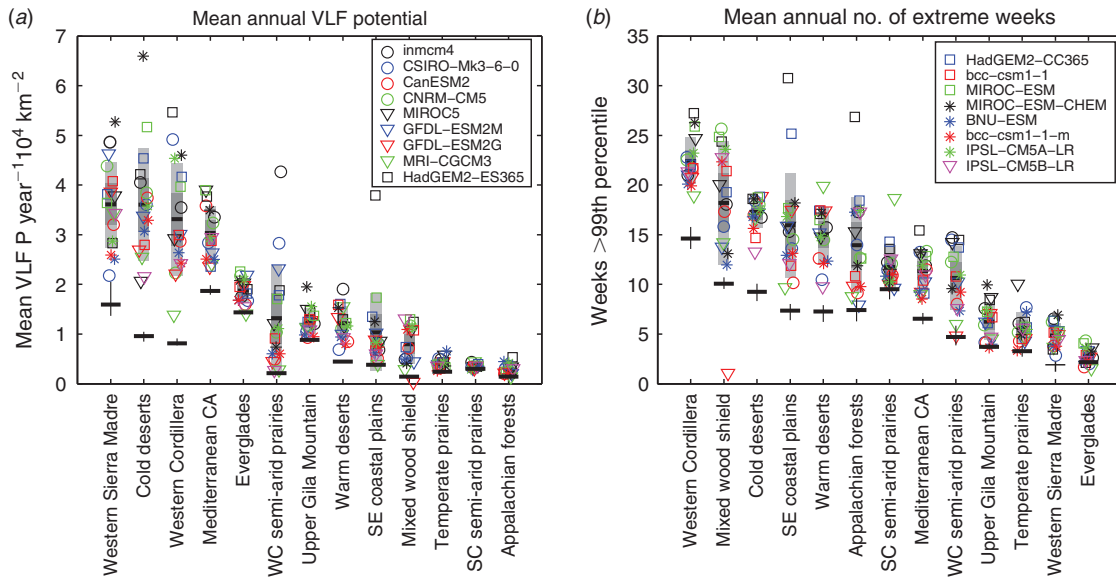 (a) Mean annual VLF potential
Mean VLF P year−1 10^4 km−2
7
6
5
4
3
2
1
0
inmcm4
CSIRO−Mk3−6−0
CanESM2
CNRM−CM5
MIROC5
GFDL−ESM2M
GFDL−ESM2G
MRI−CGCM3
HadGEM2−ES365
Western Sierra Madre
Cold deserts
Western Cordillera
Mediterranean CA
Everglades
WC semi-arid prairies
Upper Gila Mountain
Warm deserts
SE coastal plains
Mixed wood shield
Temperate prairies
SC semi-arid prairies
Appalachian forests
(b) Mean annual no. of extreme weeks
Weeks >99th percentile
35
30
25
20
15
10
5
0
HadGEM2−CC365
bcc−csm1−1
MIROC−ESM
MIROC−ESM−CHEM
BNU−ESM
bcc−csm1−1−m
IPSL−CM5A−LR
IPSL−CM5B−LR
Western Cordillera
Mixed wood shield
Cold deserts
SE coastal plains
Warm deserts
Appalachian forests
SC semi-arid prairies
Mediterranean CA
WC semi-arid prairies
Upper Gila Mountain
Temperate prairies
Western Sierra Madre
Everglades